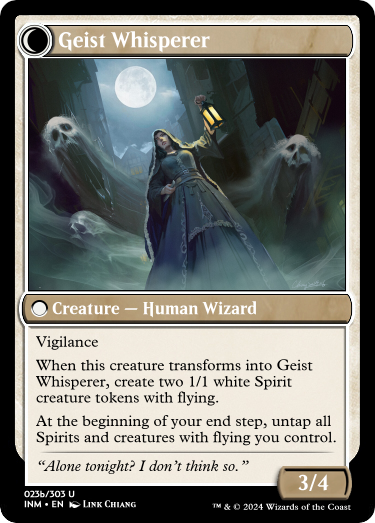 Geist Whisperer
Creature — Human Wizard
Vigilance
When this creature transforms into Geist
Whisperer, create two 1/1 white Spirit
creature tokens with flying.
At the beginning of your end step, untap all
Spirits and creatures with flying you control.
“Alone tonight? I don’t think so.”
3/4
023b/303 U
INM • EN Link Chiang
™ & © 2024 Wizards of the Coast